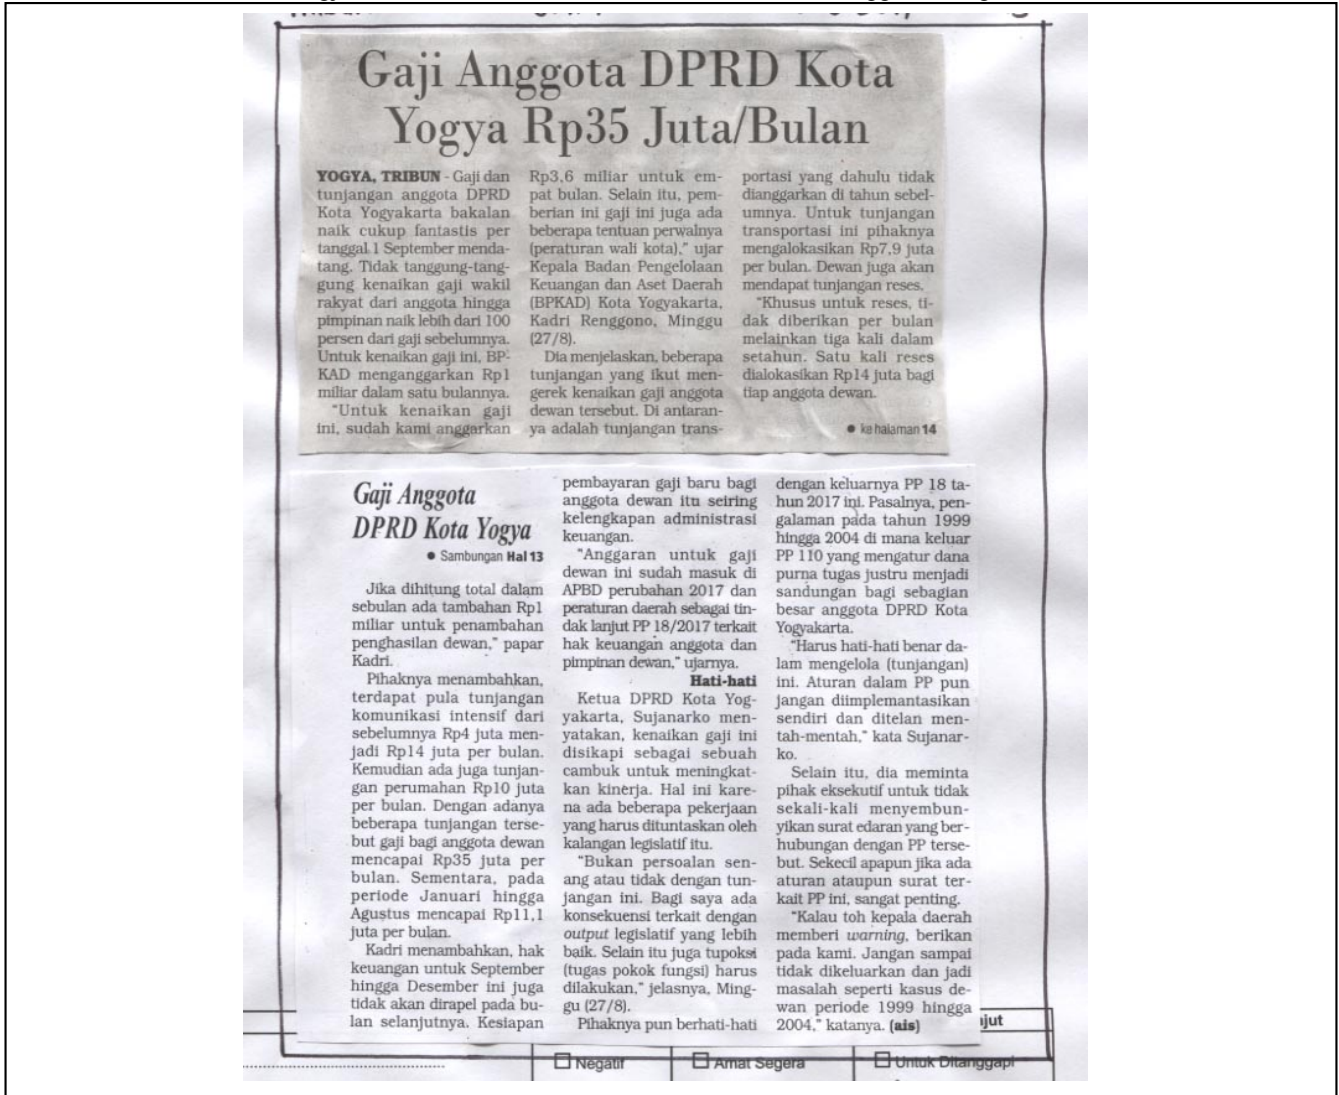 Gaji Anggota DPRD Kota
Yogya Rp35 Juta/Bulan
YOGYA, TRIBUN - Gaji dan
tunjangan anggota DPRD
Kota Yogyakarta bakalan
naik cukup fantastis per
tanggal 1 September menda-
tang. Tidak tanggung-tang-
gung kenaikan gaji wakil
rakyat dari anggota hingga
pimpinan naik lebih dari 100
persen dari gaji sebelumnya.
Untuk kenaikan gaji ini, BP-
KAD menganggarkan Rp1
miliar dalam satu bulannya.
"Untuk kenaikan gaji
ini, sudah kami anggarkan
Rp3,6 miliar untuk em-
pat bulan. Selain itu, pem-
berian ini gaji ini juga ada
beberapa tentuan perwalnya
(peraturan wali kota)," ujar
Kepala Badan Pengelolaan
Keuangan dan Aset Daerah
(BPKAD) Kota Yogyakarta,
Kadri Renggono, Minggu
(27/8).
Dia menjelaskan, beberapa
tunjangan yang ikut men-
gerek kenaikan gaji anggota
dewan tersebut. Di antaran-
ya adalah tunjangan trans-
portasi yang dahulu tidak
dianggarkan di tahun sebel-
umnya. Untuk tunjangan
transportasi ini pihaknya
mengalokasikan Rp7,9 juta
per bulan. Dewan juga akan
mendapat tunjangan reses.
"Khusus untuk reses, ti-
dak diberikan per bulan
melainkan tiga kali dalam
setahun. Satu kali reses
dialokasikan Rp14 juta bagi
tiap anggota dewan.
● ke halaman 14
Gaji Anggota
DPRD Kota Yogya
● Sambungan Hal 13
Jika dihitung total dalam
sebulan ada tambahan Rp1
miliar untuk penambahan
penghasilan dewan," papar
Kadri.
Pihaknya menambahkan,
terdapat pula tunjangan
komunikasi intensif dari
sebelumnya Rp4 juta men-
jadi Rp14 juta per bulan.
Kemudian ada juga tunjan-
gan perumahan Rp10 juta
per bulan. Dengan adanya
beberapa tunjangan terse-
but gaji bagi anggota dewan
mencapai Rp35 juta per
bulan. Sementara, pada
periode Januari hingga
Agustus mencapai Rp11,1
juta per bulan.
Kadri menambahkan, hak
keuangan untuk September
hingga Desember ini juga
tidak akan dirapel pada bu-
lan selanjutnya. Kesiapan
pembayaran gaji baru bagi
anggota dewan itu seiring
kelengkapan administrasi
keuangan.
"Anggaran untuk gaji
dewan ini sudah masuk di
APBD perubahan 2017 dan
peraturan daerah sebagai tin-
dak lanjut PP 18/2017 terkait
hak keuangan anggota dan
pimpinan dewan," ujarnya.
Hati-hati
Ketua DPRD Kota Yog-
yakarta, Sujanarko men-
yatakan, kenaikan gaji ini
disikapi sebagai sebuah
cambuk untuk meningkat-
kan kinerja. Hal ini kare-
na ada beberapa pekerjaan
yang harus dituntaskan oleh
kalangan legislatif itu.
"Bukan persoalan sen-
ang atau tidak dengan tun-
jangan ini. Bagi saya ada
konsekuensi terkait dengan
output legislatif yang lebih
baik. Selain itu juga tupoksi
(tugas pokok fungsi) harus
dilakukan," jelasnya, Ming-
gu (27/8).
Pihaknya pun berhati-hati
dengan keluarnya PP 18 ta-
hun 2017 ini. Pasalnya, pen-
galaman pada tahun 1999
hingga 2004 di mana keluar
PP 110 yang mengatur dana
purna tugas justru menjadi
sandungan bagi sebagian
besar anggota DPRD Kota
Yogyakarta.
"Harus hati-hati benar da-
lam mengelola (tunjangan)
ini. Aturan dalam PP pun
jangan diimplemantasikan
sendiri dan ditelan men-
tah-mentah," kata Sujanar-
ko.
Selain itu, dia meminta
pihak eksekutif untuk tidak
sekali-kali menyembun-
yikan surat edaran yang ber-
hubungan dengan PP terse-
but. Sekecil apapun jika ada
aturan ataupun surat ter-
kait PP ini, sangat penting.
"Kalau toh kepala daerah
memberi warning, berikan
pada kami. Jangan sampai
tidak dikeluarkan dan jadi
masalah seperti kasus de-
wan periode 1999 hingga
2004," katanya. (ais)
jut
Negatif
Amat Segera
Untuk Ditanggapi